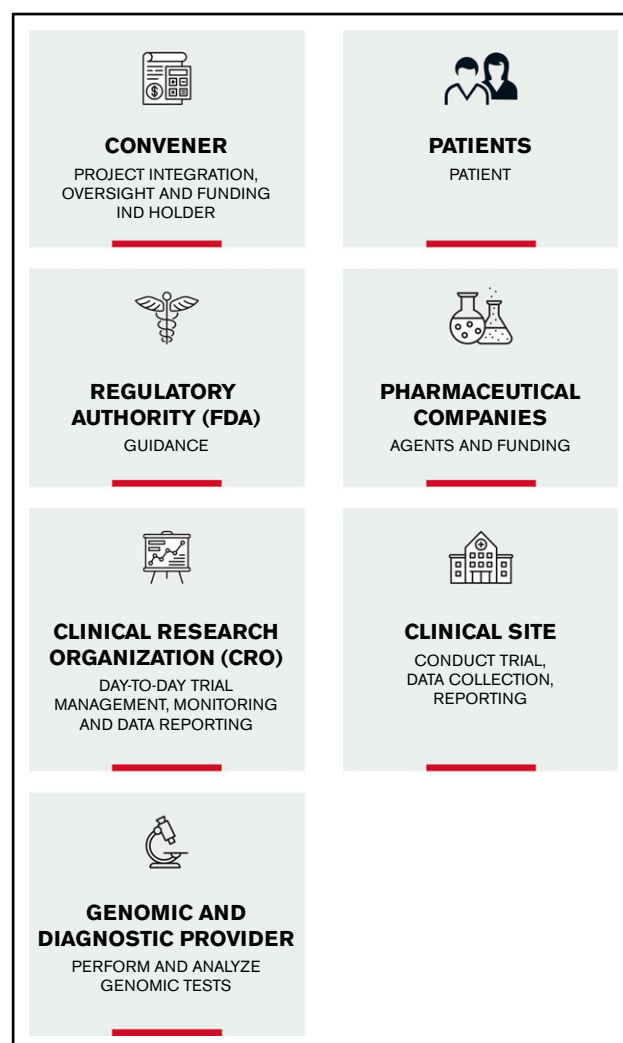 CONVENER
PROJECT INTEGRATION,
OVERSIGHT AND FUNDING
IND HOLDER
PATIENTS
PATIENT
REGULATORY
AUTHORITY (FDA)
GUIDANCE
PHARMACEUTICAL
COMPANIES
AGENTS AND FUNDING
CLINICAL RESEARCH
ORGANIZATION (CRO)
DAY-TO-DAY TRIAL
MANAGEMENT, MONITORING
AND DATA REPORTING
CLINICAL SITE
CONDUCT TRIAL,
DATA COLLECTION,
REPORTING
GENOMIC AND
DIAGNOSTIC PROVIDER
PERFORM AND ANALYZE
GENOMIC TESTS